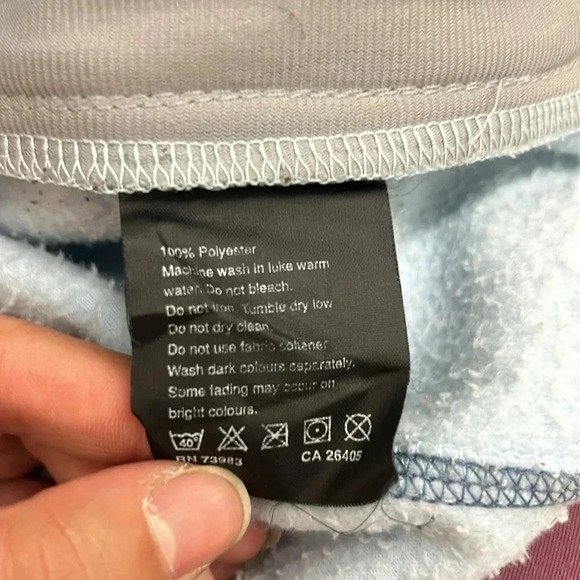 100% Polyester
Machine wash in luke warm
water. Do not bleach.
Do not iron. Tumble dry low
Do not dry clean.
Do not use fabric softener
Wash dark colours separately.
Some fading may occur on
bright colours.
40°
RN 73983 CA 26405